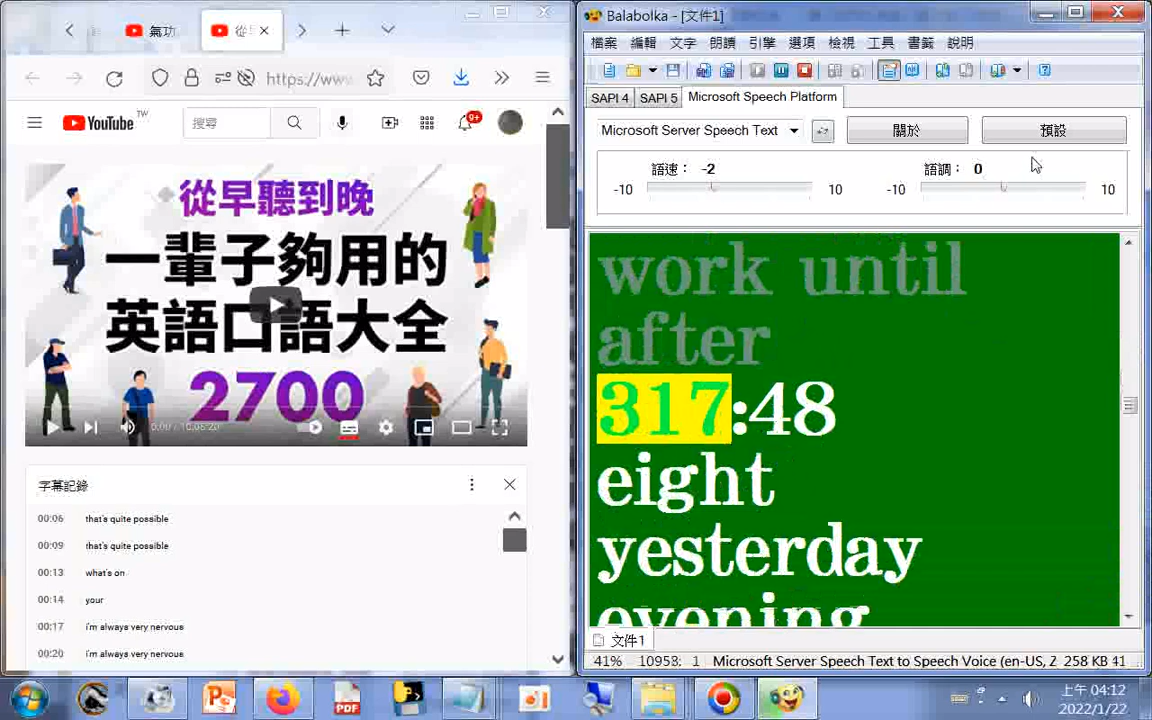 氣功
從
https://www
YouTube TW
搜尋
9+
從早聽到晚
一輩子夠用的
英語口語大全
2700
0:00 / 10:05:20
字幕記錄
00:06 that's quite possible
00:09 that's quite possible
00:13 what's on
00:14 your
00:17 i'm always very nervous
00:20 i'm always very nervous
Balabolka - [文件1]
檔案 編輯 文字 朗讀 引擎 選項 檢視 工具 書籤 說明
SAPI 4 SAPI 5 Microsoft Speech Platform
Microsoft Server Speech Text 關於 預設
語速： -2 語調： 0
-10 10 -10 10
work until
after
317:48
eight
yesterday
evening
文件1
41% 10958: 1 Microsoft Server Speech Text to Speech Voice (en-US, Z 258 KB 41
PDF
上午 04:12
2022/1/22